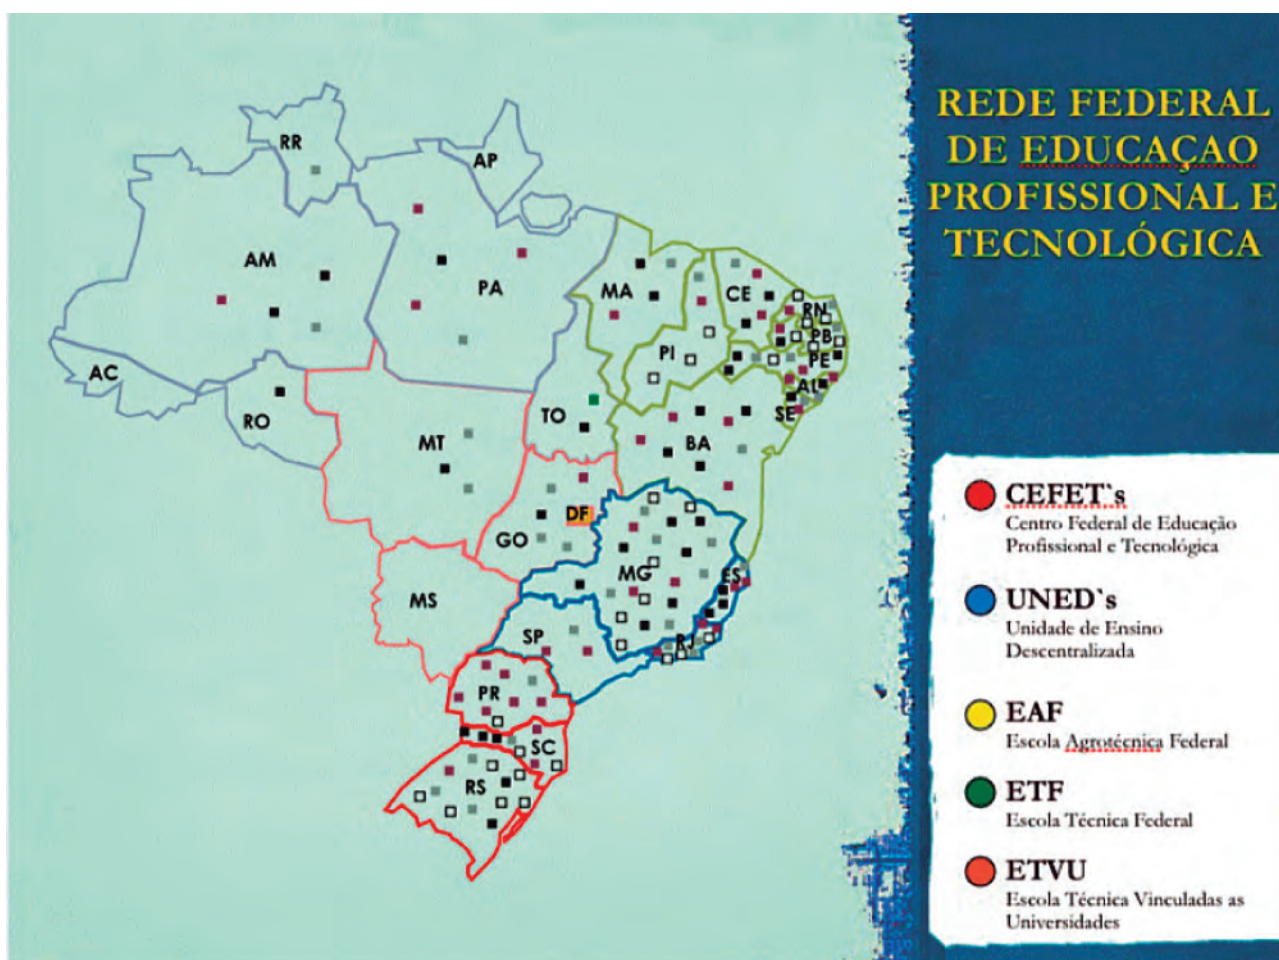 REDE FEDERAL
DE EDUCAÇAO
PROFISSIONAL E
TECNOLÓGICA
RR
AP
AM
PA
MA
CE
RN
PB
PI
PE
AC
AL
RO
TO
SE
MT
BA
DF
GO
MG
ES
MS
SP
RJ
PR
SC
RS
CEFET`s
Centro Federal de Educação
Profissional e Tecnológica
UNED`s
Unidade de Ensino
Descentralizada
EAF
Escola Agrotécnica Federal
ETF
Escola Técnica Federal
ETVU
Escola Técnica Vinculadas as
Universidades